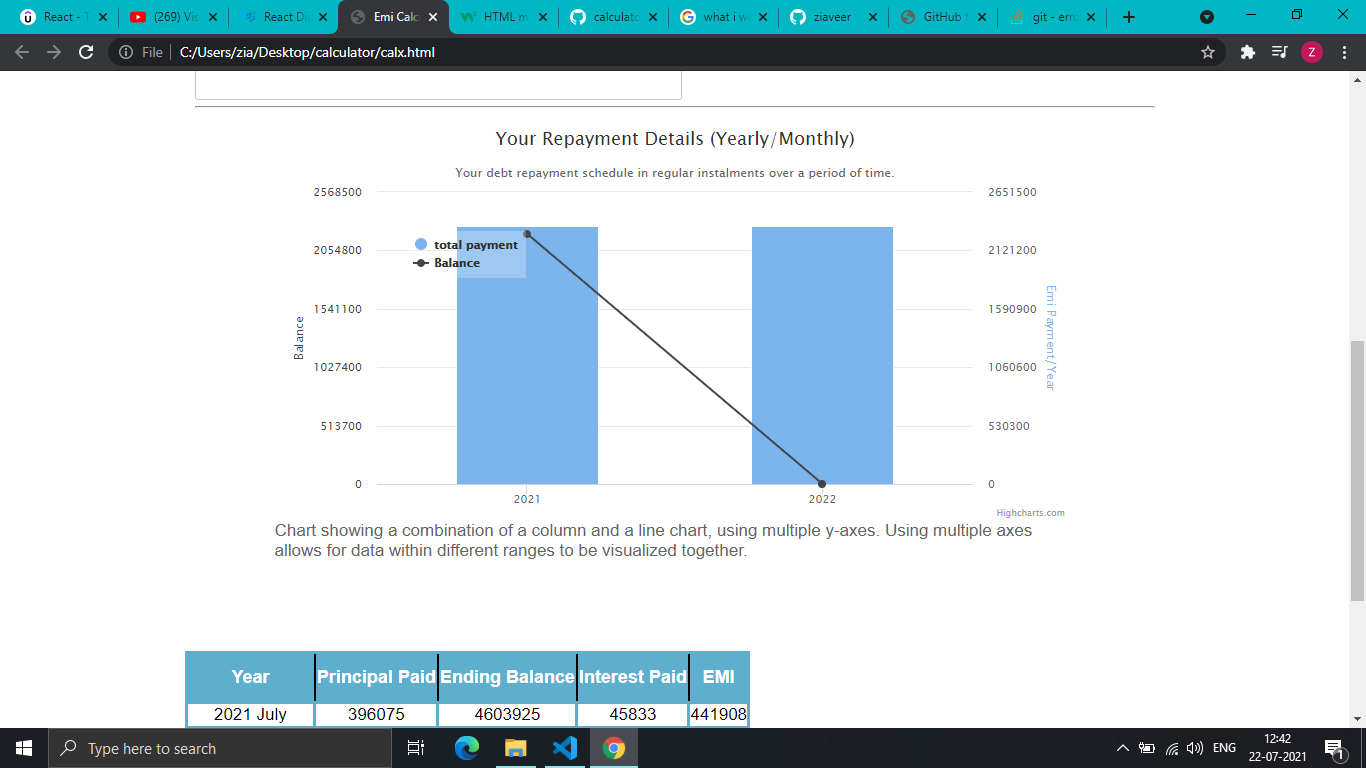 React - T
(269) Vis
React Du
Emi Calc
HTML m
calculato
what i w
ziaveer
GitHub f
git - erro
File
C:/Users/zia/Desktop/calculator/calx.html
Z
Your Repayment Details (Yearly/Monthly)
Your debt repayment schedule in regular instalments over a period of time.
2568500
2651500
total payment
Balance
2054800
2121200
1541100
1590900
Balance
Emi Payment/Year
1027400
1060600
513700
530300
0
0
2021
2022
Highcharts.com
Chart showing a combination of a column and a line chart, using multiple y-axes. Using multiple axes
allows for data within different ranges to be visualized together.
Year Principal Paid Ending Balance Interest Paid EMI
2021 July 396075 4603925 45833 441908
Type here to search
ENG
12:42
22-07-2021
1